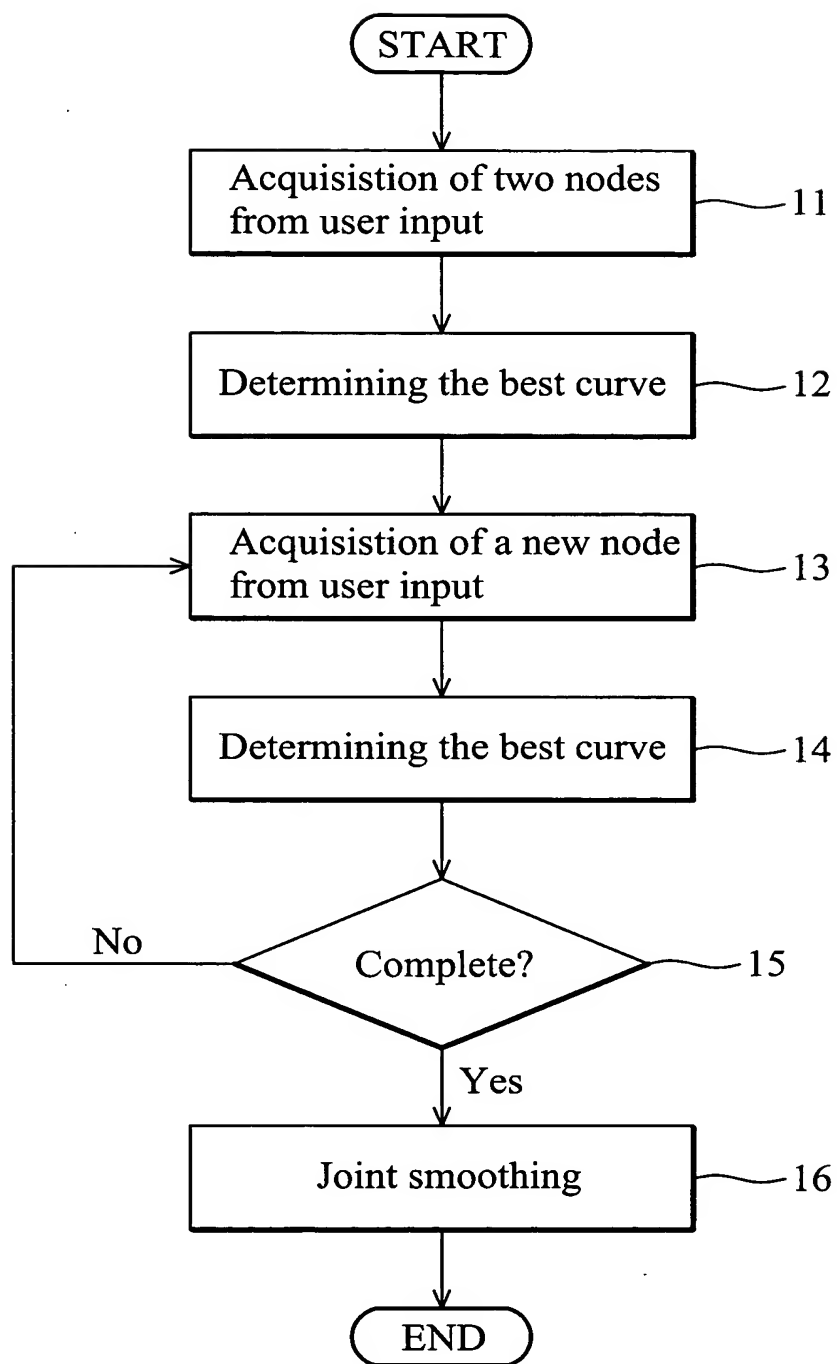 START
Acquisistion of two nodes
from user input
11
Determining the best curve
12
Acquisistion of a new node
from user input
13
Determining the best curve
14
No
Complete?
15
Yes
Joint smoothing
16
END